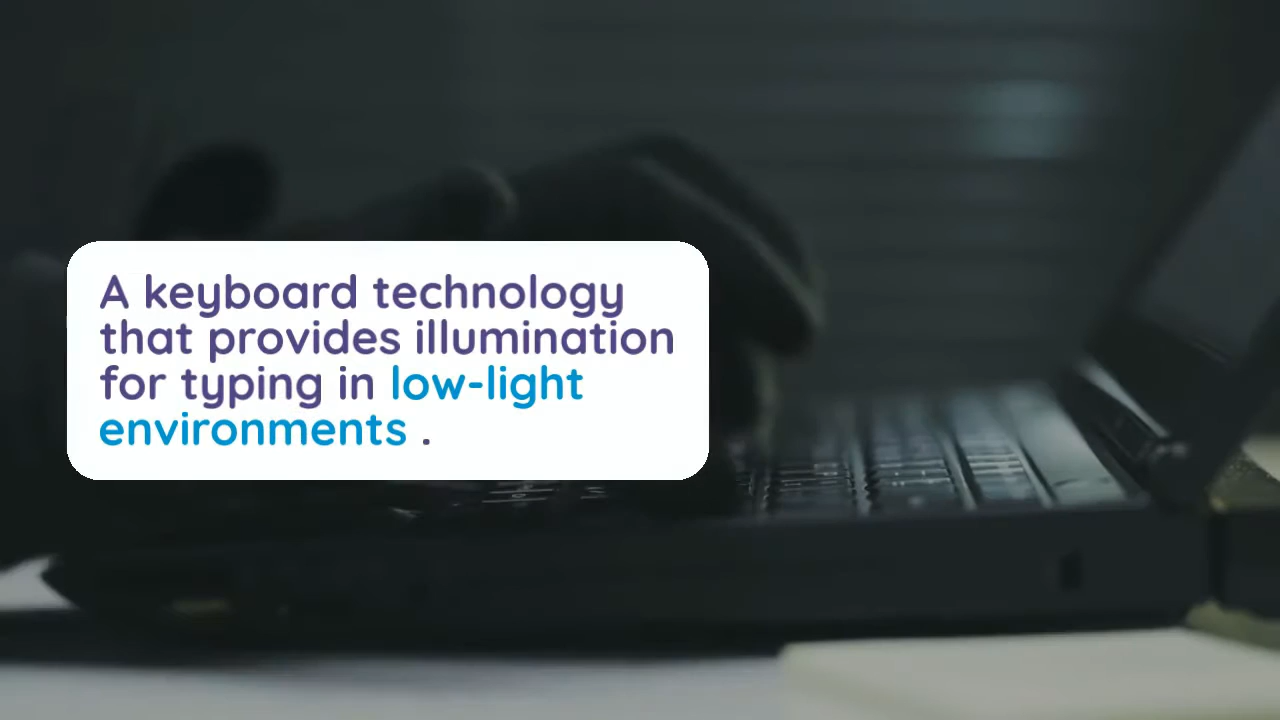 A keyboard technology
that provides illumination
for typing in low-light
environments .